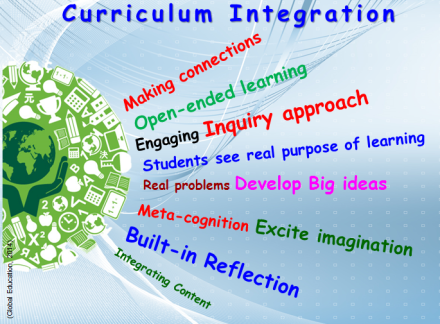 Curriculum Integration
Making connections
Open-ended learning
Engaging Inquiry approach
Students see real purpose of learning
Real problems Develop Big ideas
Meta-cognition Excite imagination
Built-in Reflection
Integrating Content
(Global Education, 2014)